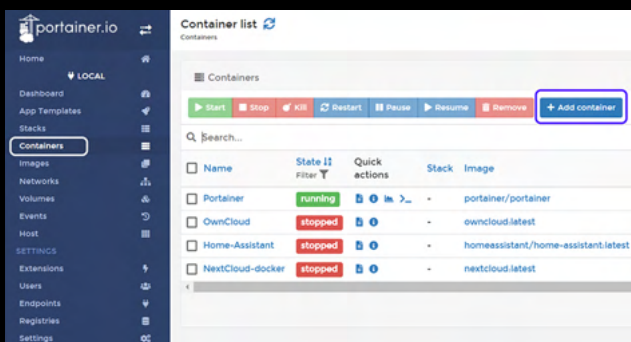 portainer.io
Home
LOCAL
Dashboard
App Templates
Stacks
Containers
Images
Networks
Volumes
Events
Host
SETTINGS
Extensions
Users
Endpoints
Registries
Settings
Container list
Containers
Containers
Start Stop Kill Restart Pause Resume Remove + Add container
Search...
Name State Filter Quick actions Stack Image
Portainer running - portainer/portainer
OwnCloud stopped - owncloud:latest
Home-Assistant stopped - homeassistant/home-assistant:latest
NextCloud-docker stopped - nextcloud:latest